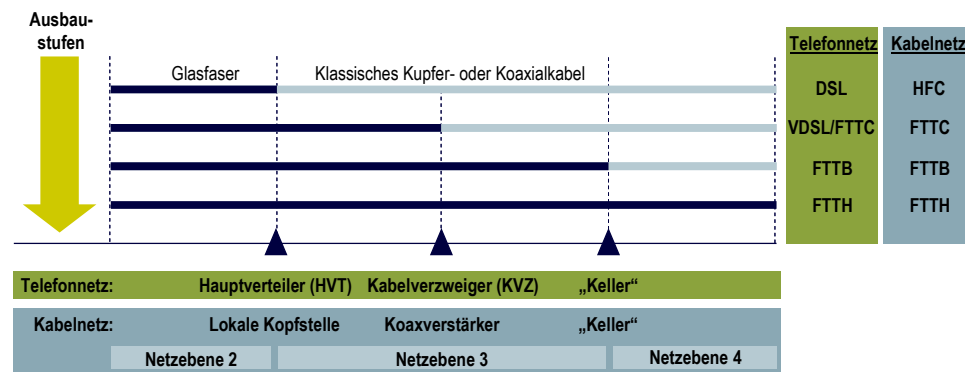 Ausbau-
stufen
Telefonnetz Kabelnetz
Glasfaser Klassisches Kupfer- oder Koaxialkabel
DSL HFC
VDSL/FTTC FTTC
FTTB FTTB
FTTH FTTH
Telefonnetz: Hauptverteiler (HVT) Kabelverzweiger (KVZ) „Keller“
Kabelnetz: Lokale Kopfstelle Koaxverstärker „Keller“
Netzebene 2 Netzebene 3 Netzebene 4